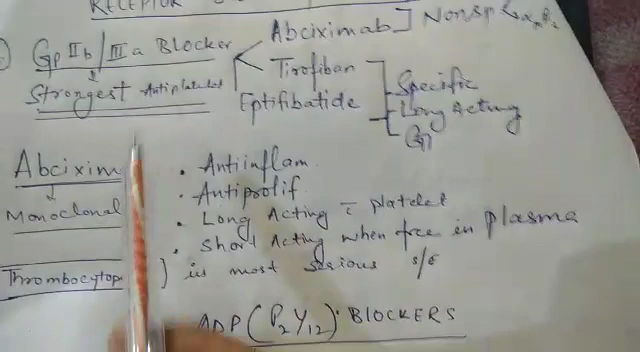 RECEPTOR
Gp IIb/IIIa Blocker
Strongest Antiplatelet
Abciximab] Nonsp
Tirofiban
Eptifibatide
Specific
Long Acting
Abcixim
Monoclonal
Thrombocytop
• Antiinflam.
• Antiprolif
• Long Acting c̄ platelet
• Short Acting when free in plasma
) is most serious s/e
ADP (P2Y12) BLOCKERS